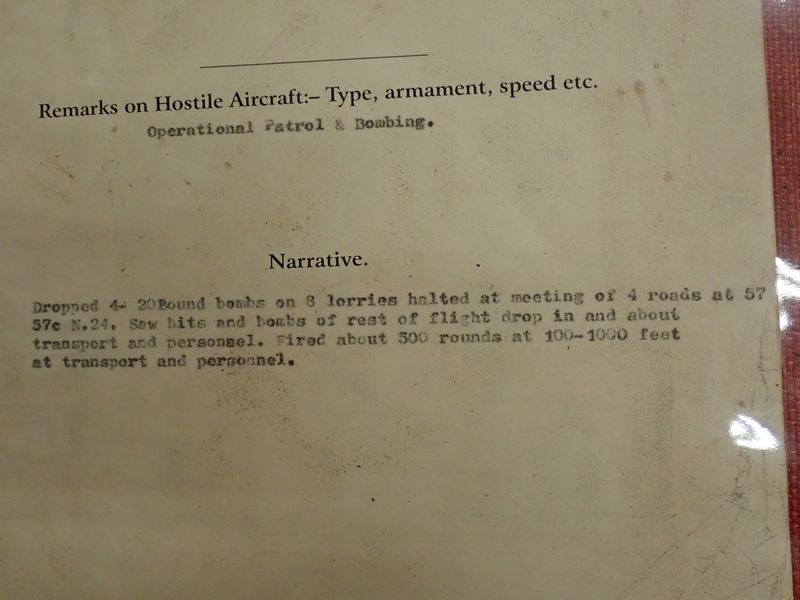 Remarks on Hostile Aircraft:– Type, armament, speed etc.
Operational Patrol & Bombing.
Narrative.
Dropped 4- 20Pound bombs on 8 lorries halted at meeting of 4 roads at 57
57c N.24. Saw hits and bombs of rest of flight drop in and about
transport and personnel. Fired about 500 rounds at 100-1000 feet
at transport and personnel.